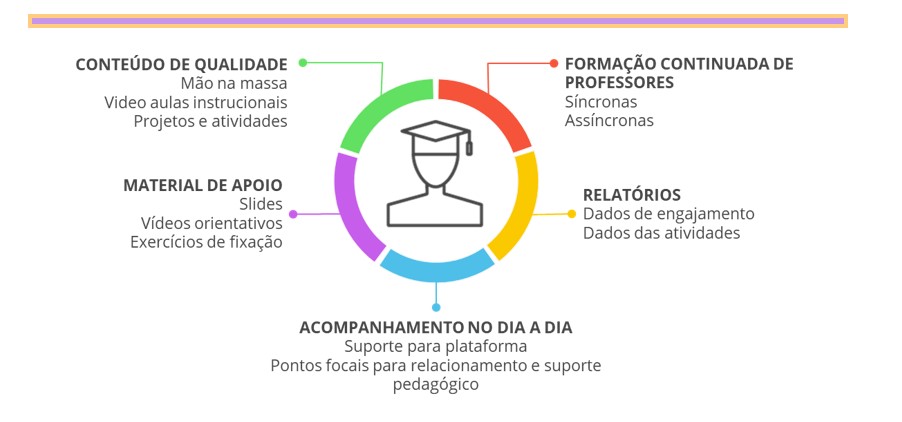 CONTEÚDO DE QUALIDADE
Mão na massa
Video aulas instrucionais
Projetos e atividades
FORMAÇÃO CONTINUADA DE
PROFESSORES
Síncronas
Assíncronas
MATERIAL DE APOIO
Slides
Vídeos orientativos
Exercícios de fixação
RELATÓRIOS
Dados de engajamento
Dados das atividades
ACOMPANHAMENTO NO DIA A DIA
Suporte para plataforma
Pontos focais para relacionamento e suporte
pedagógico